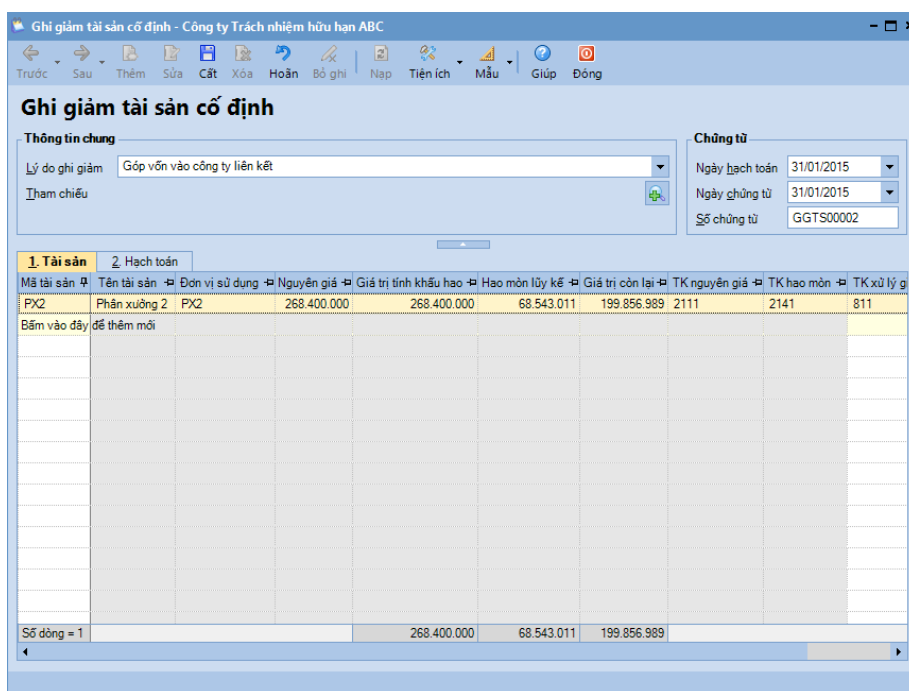 Ghi giảm tài sản cố định - Công ty Trách nhiệm hữu hạn ABC
Trước Sau Thêm Sửa Cất Xóa Hoãn Bỏ ghi Nạp Tiện ích Mẫu Giúp Đóng
Ghi giảm tài sản cố định
Thông tin chung
Lý do ghi giảm Góp vốn vào công ty liên kết
Tham chiếu
Chứng từ
Ngày hạch toán 31/01/2015
Ngày chứng từ 31/01/2015
Số chứng từ GGTS00002
1. Tài sản 2. Hạch toán
Mã tài sản Tên tài sản Đơn vị sử dụng Nguyên giá Giá trị tính khấu hao Hao mòn lũy kế Giá trị còn lại TK nguyên giá TK hao mòn TK xử lý g
PX2 Phân xưởng 2 PX2 268.400.000 268.400.000 68.543.011 199.856.989 2111 2141 811
Bấm vào đây để thêm mới
Số dòng = 1 268.400.000 68.543.011 199.856.989